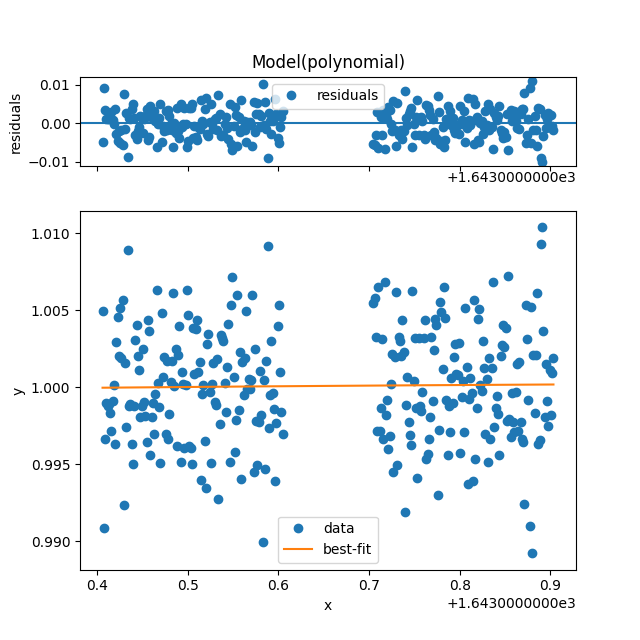 Model(polynomial)
residuals
0.01
0.00
−0.01
residuals
+1.6430000000e3
y
1.010
1.005
1.000
0.995
0.990
data
best-fit
0.4 0.5 0.6 0.7 0.8 0.9
x
+1.6430000000e3